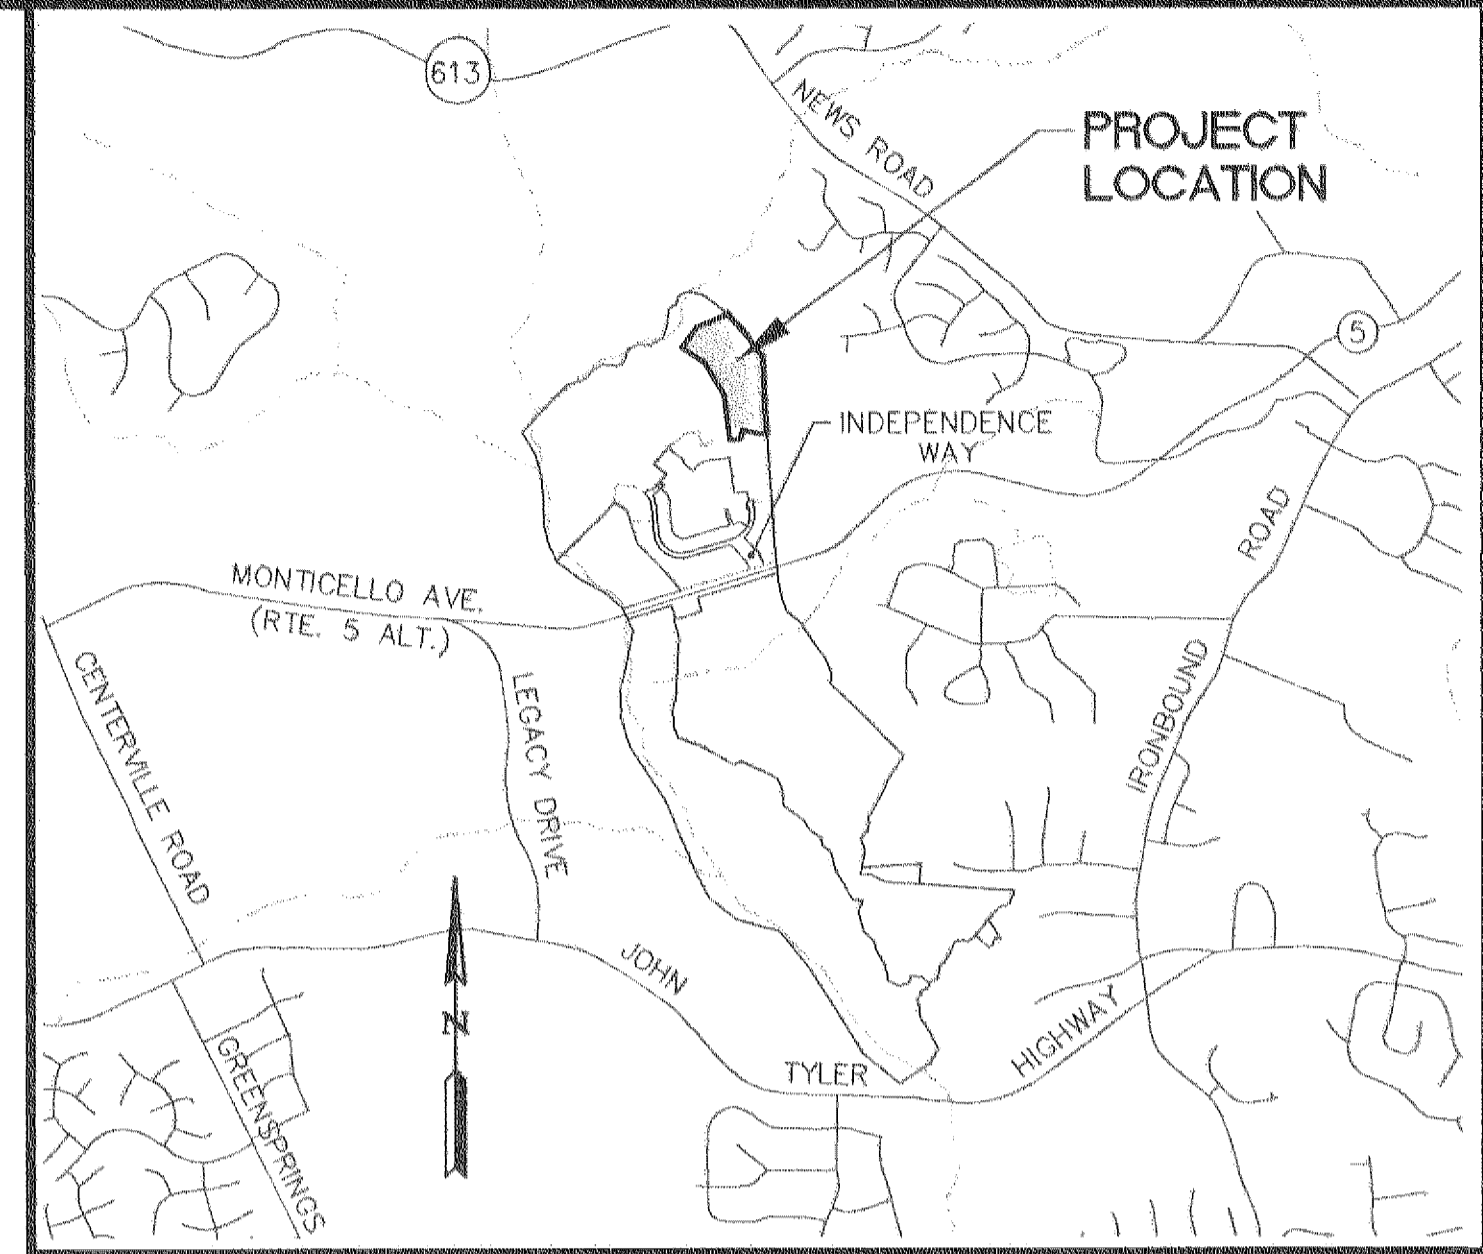 613
NEWS ROAD
PROJECT
LOCATION
5
INDEPENDENCE
WAY
ROAD
MONTICELLO AVE.
(RTE. 5 ALT.)
CENTERVILLE ROAD
LEGACY DRIVE
IRONBOUND
JOHN
N
HIGHWAY
TYLER
GREENSPRINGS